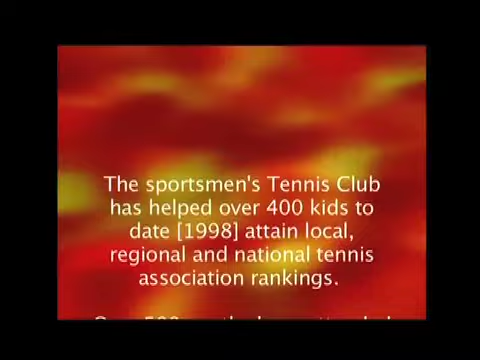 The sportsmen's Tennis Club
has helped over 400 kids to
date [1998] attain local,
regional and national tennis
association rankings.